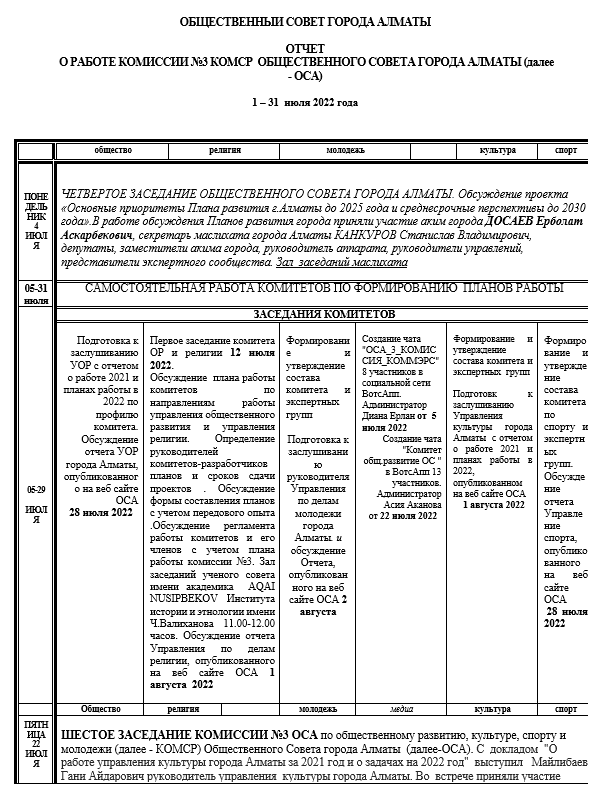 ОБЩЕСТВЕННЫЙ СОВЕТ ГОРОДА АЛМАТЫ
ОТЧЕТ
О РАБОТЕ КОМИССИИ №3 КОМСР ОБЩЕСТВЕННОГО СОВЕТА ГОРОДА АЛМАТЫ (далее
- ОСА)
1 – 31 июля 2022 года
общество религия молодежь культура спорт
ПОНЕ
ДЕЛЬ
НИК
4
ИЮЛ
Я
ЧЕТВЕРТОЕ ЗАСЕДАНИЕ ОБЩЕСТВЕННОГО СОВЕТА ГОРОДА АЛМАТЫ. Обсуждение проекта
«Основные приоритеты Плана развития г.Алматы до 2025 года и среднесрочные перспективы до 2030
года».В работе обсуждения Планов развития города приняли участие аким города ДОСАЕВ Ерболат
Аскарбекович, секретарь маслихата города Алматы КАНКУРОВ Станислав Владимирович,
депутаты, заместители акима города, руководитель аппарата, руководители управлений,
представители экспертного сообщества. Зал заседаний маслихата
05-31
июля
САМОСТОЯТЕЛЬНАЯ РАБОТА КОМИТЕТОВ ПО ФОРМИРОВАНИЮ ПЛАНОВ РАБОТЫ
ЗАСЕДАНИЯ КОМИТЕТОВ
05-29
ИЮЛ
Я
Подготовка к
заслушиванию
УОР с отчетом
о работе 2021 и
планах работы в
2022 по
профилю
комитета.
Обсуждение
отчета УОР
города Алматы,
опубликованног
о на веб сайте
ОСА
28 июля 2022
Первое заседание комитета
ОР и религии 12 июля
2022.
Обсуждение плана работы
комитетов по
направлениям работы
управления общественного
развития и управления
религии. Определение
руководителей
комитетов-разработчиков
планов и сроков сдачи
проектов . Обсуждение
формы составления планов
с учетом передового опыта
.Обсуждение регламента
работы комитетов и его
членов с учетом плана
работы комиссии №3. Зал
заседаний ученого совета
имени академика AQAI
NUSIPBEKOV Института
истории и этнологии имени
Ч.Валиханова 11.00-12.00
часов. Обсуждение отчета
Управления по делам
религии, опубликованного
на веб сайте ОСА 1
августа 2022
Формировани
е и
утверждение
состава
комитета и
экспертных
групп
Подготовка к
заслушивани
ю
руководителя
Управления
по делам
молодежи
города
Алматы. и
обсуждение
Отчета,
опубликован
ного на веб
сайте ОСА 2
августа
Создание чата
"ОСА_3_КОМИС
СИЯ_КОММЭРС"
8 участников в
социальной сети
ВотсАпп.
Администратор
Диана Ерлан от 5
июля 2022
Создание чата
"Комитет
общ.развитие ОС "
в ВотсАпп 13
участников.
Администратор
Асия Аканова
от 22 июля 2022
Формирование и
утверждение
состава комитета и
экспертных групп
Подготовк к
заслушиванию
Управления
культуры города
Алматы с отчетом
о работе 2021 и
планах работы в
2022,
опубликованном
на веб сайте ОСА
1 августа 2022
Формиро
вание и
утвержде
ние
состава
комитета
по
спорту и
экспертн
ых
групп.
Обсужде
ние
отчета
Управле
ние
спорта,
опублико
ванного
на веб
сайте
ОСА
28 июля
2022
Общество религия молодежь медиа культура спорт
ПЯТН
ИЦА
22
ИЮЛ
Я
ШЕСТОЕ ЗАСЕДАНИЕ КОМИССИИ №3 ОСА по общественному развитию, культуре, спорту и
молодежи (далее - КОМСР) Общественного Совета города Алматы (далее-ОСА). С докладом "О
работе управления культуры города Алматы за 2021 год и о задачах на 2022 год" выступил Майлибаев
Гани Айдарович руководитель управления культуры города Алматы. Во встрече приняли участие